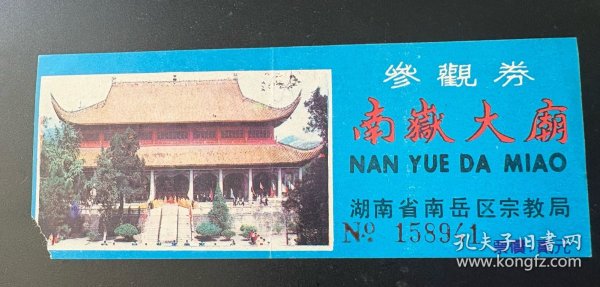 參觀券
南嶽大廟
NAN YUE DA MIAO
湖南省南岳区宗教局
№ 158941
孔夫子旧书网
www.kongfz.com